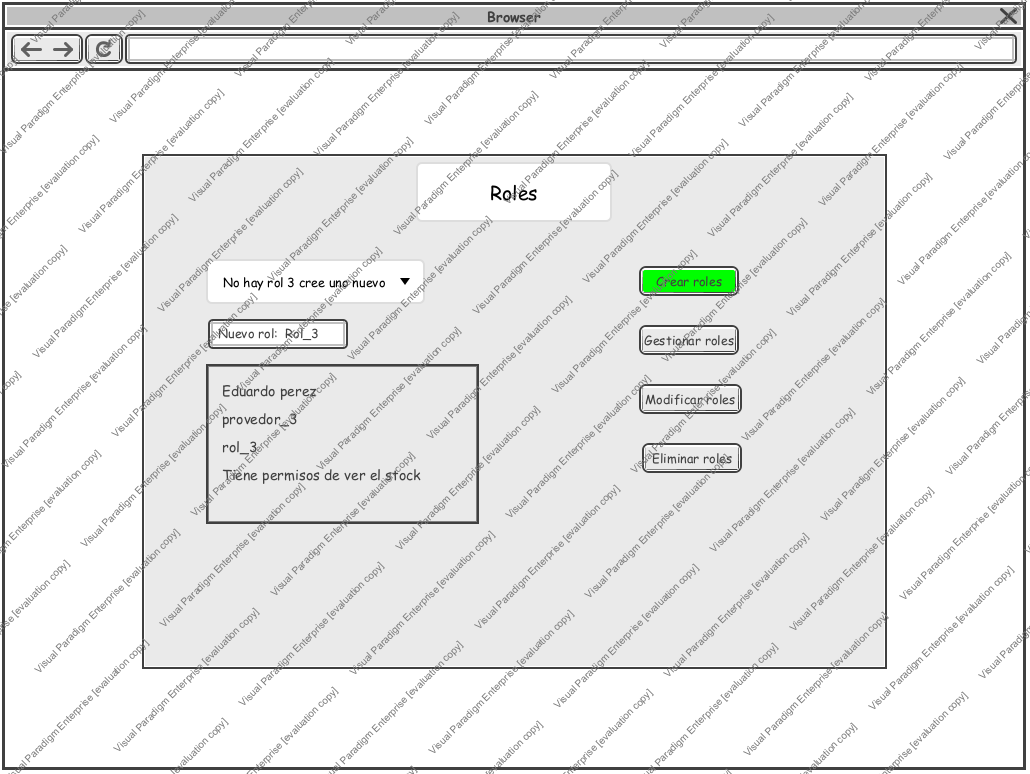 Browser
Roles
No hay rol 3 cree uno nuevo
Crear roles
Nuevo rol: Rol_3
Gestionar roles
Eduardo perez
provedor_3
rol_3
Tiene permisos de ver el stock
Modificar roles
Eliminar roles
Visual Paradigm Enterprise [evaluation copy]